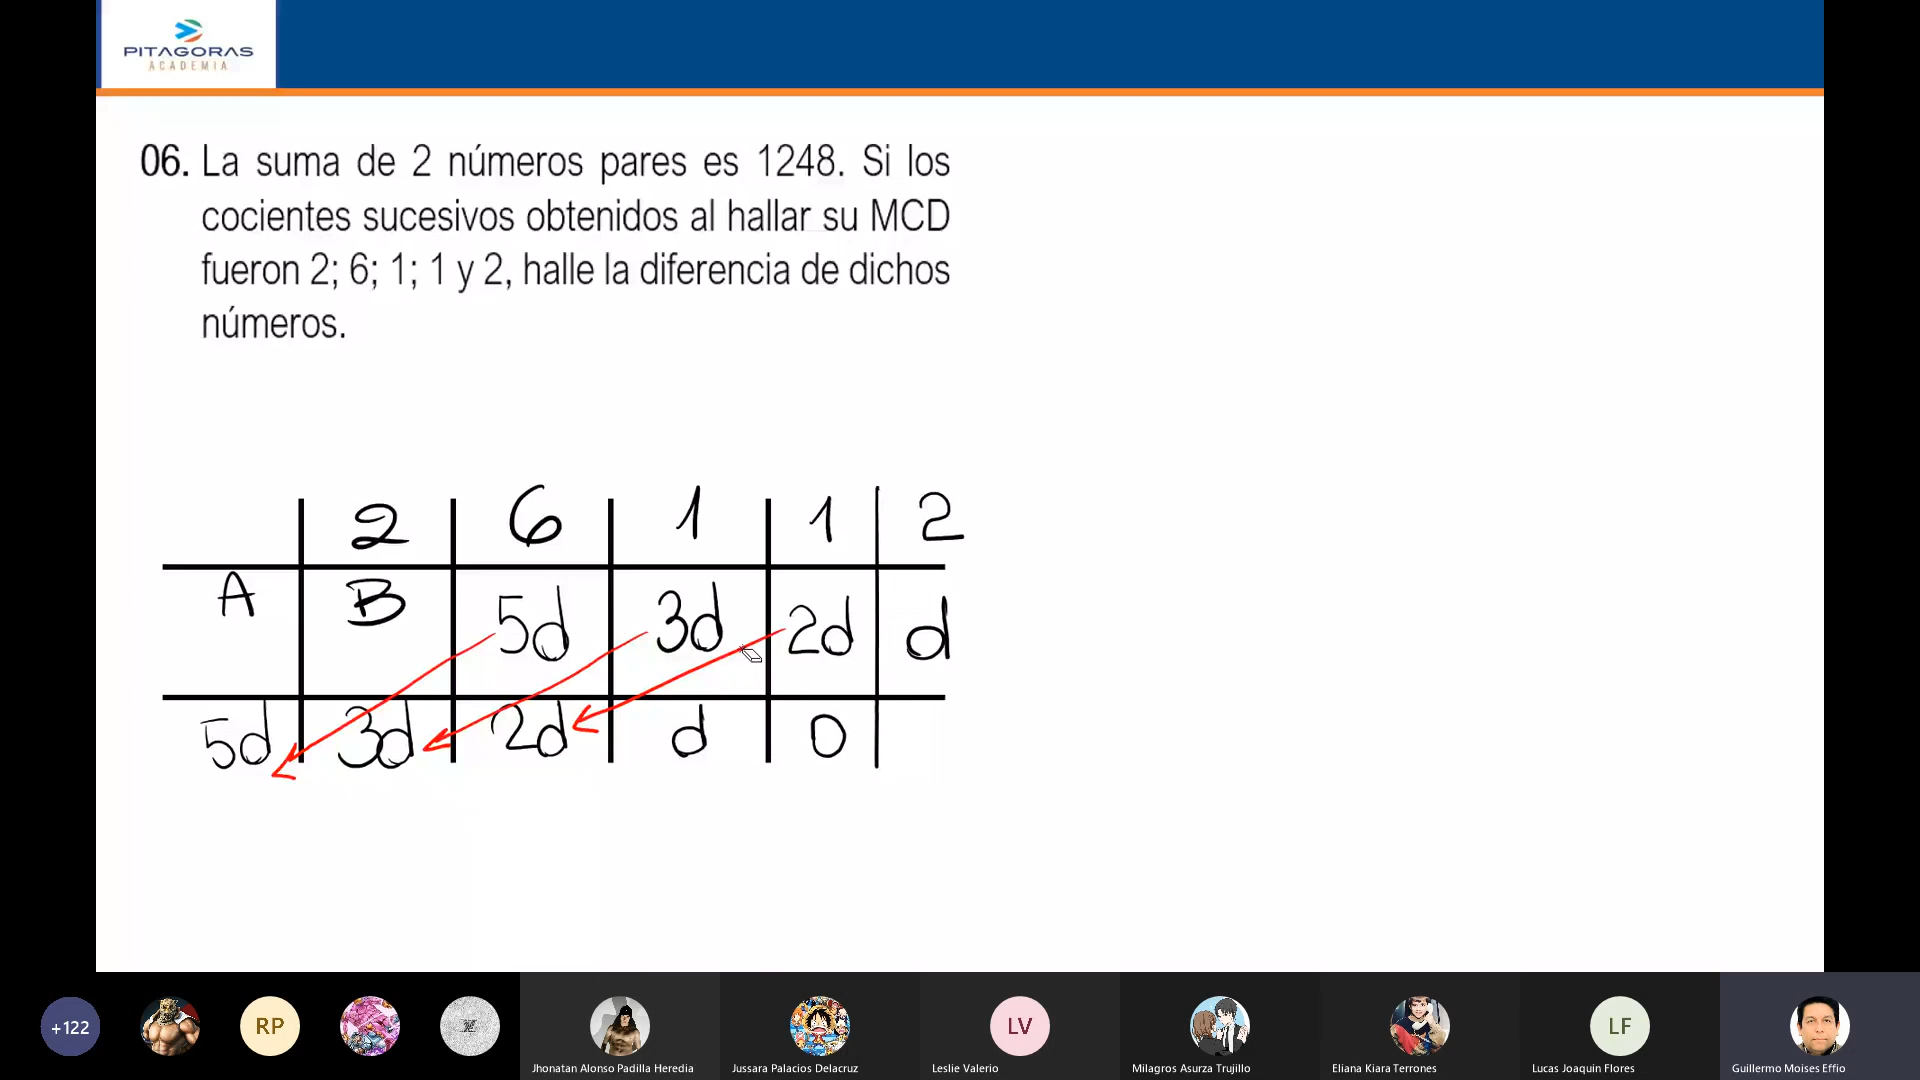 PITAGORAS
ACADEMIA
06. La suma de 2 números pares es 1248. Si los
cocientes sucesivos obtenidos al hallar su MCD
fueron 2; 6; 1; 1 y 2, halle la diferencia de dichos
números.
2 6 1 1 2
A B 5d 3d 2d d
5d 3d 2d d 0
+122 RP LV LF
Jhonatan Alonso Padilla Heredia Jussara Palacios Delacruz Leslie Valerio Milagros Asurza Trujillo Eliana Kiara Terrones Lucas Joaquin Flores Guillermo Moises Effio